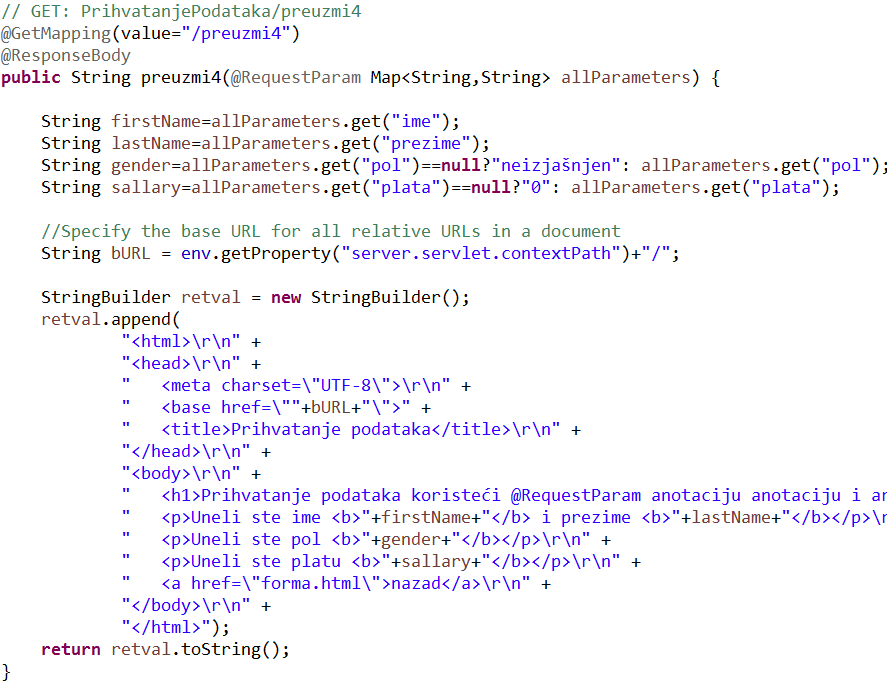 // GET: PrihvatanjePodataka/preuzmi4
@GetMapping(value="/preuzmi4")
@ResponseBody
public String preuzmi4(@RequestParam Map<String,String> allParameters) {
String firstName=allParameters.get("ime");
String lastName=allParameters.get("prezime");
String gender=allParameters.get("pol")==null?"neizjašnjen": allParameters.get("pol");
String sallary=allParameters.get("plata")==null?"0": allParameters.get("plata");
//Specify the base URL for all relative URLs in a document
String bURL = env.getProperty("server.servlet.contextPath")+"/";
StringBuilder retval = new StringBuilder();
retval.append(
"<html>\r\n" +
"<head>\r\n" +
"   <meta charset=\"UTF-8\">\r\n" +
"   <base href=\""+bURL+"\">" +
"   <title>Prihvatanje podataka</title>\r\n" +
"</head>\r\n" +
"<body>\r\n" +
"   <h1>Prihvatanje podataka koristeći @RequestParam anotaciju anotaciju i
"   <p>Uneli ste ime <b>"+firstName+"</b> i prezime <b>"+lastName+"</b></p>\r
"   <p>Uneli ste pol <b>"+gender+"</b></p>\r\n" +
"   <p>Uneli ste platu <b>"+sallary+"</b></p>\r\n" +
"   <a href=\"forma.html\">nazad</a>\r\n" +
"</body>\r\n" +
"</html>");
return retval.toString();
}